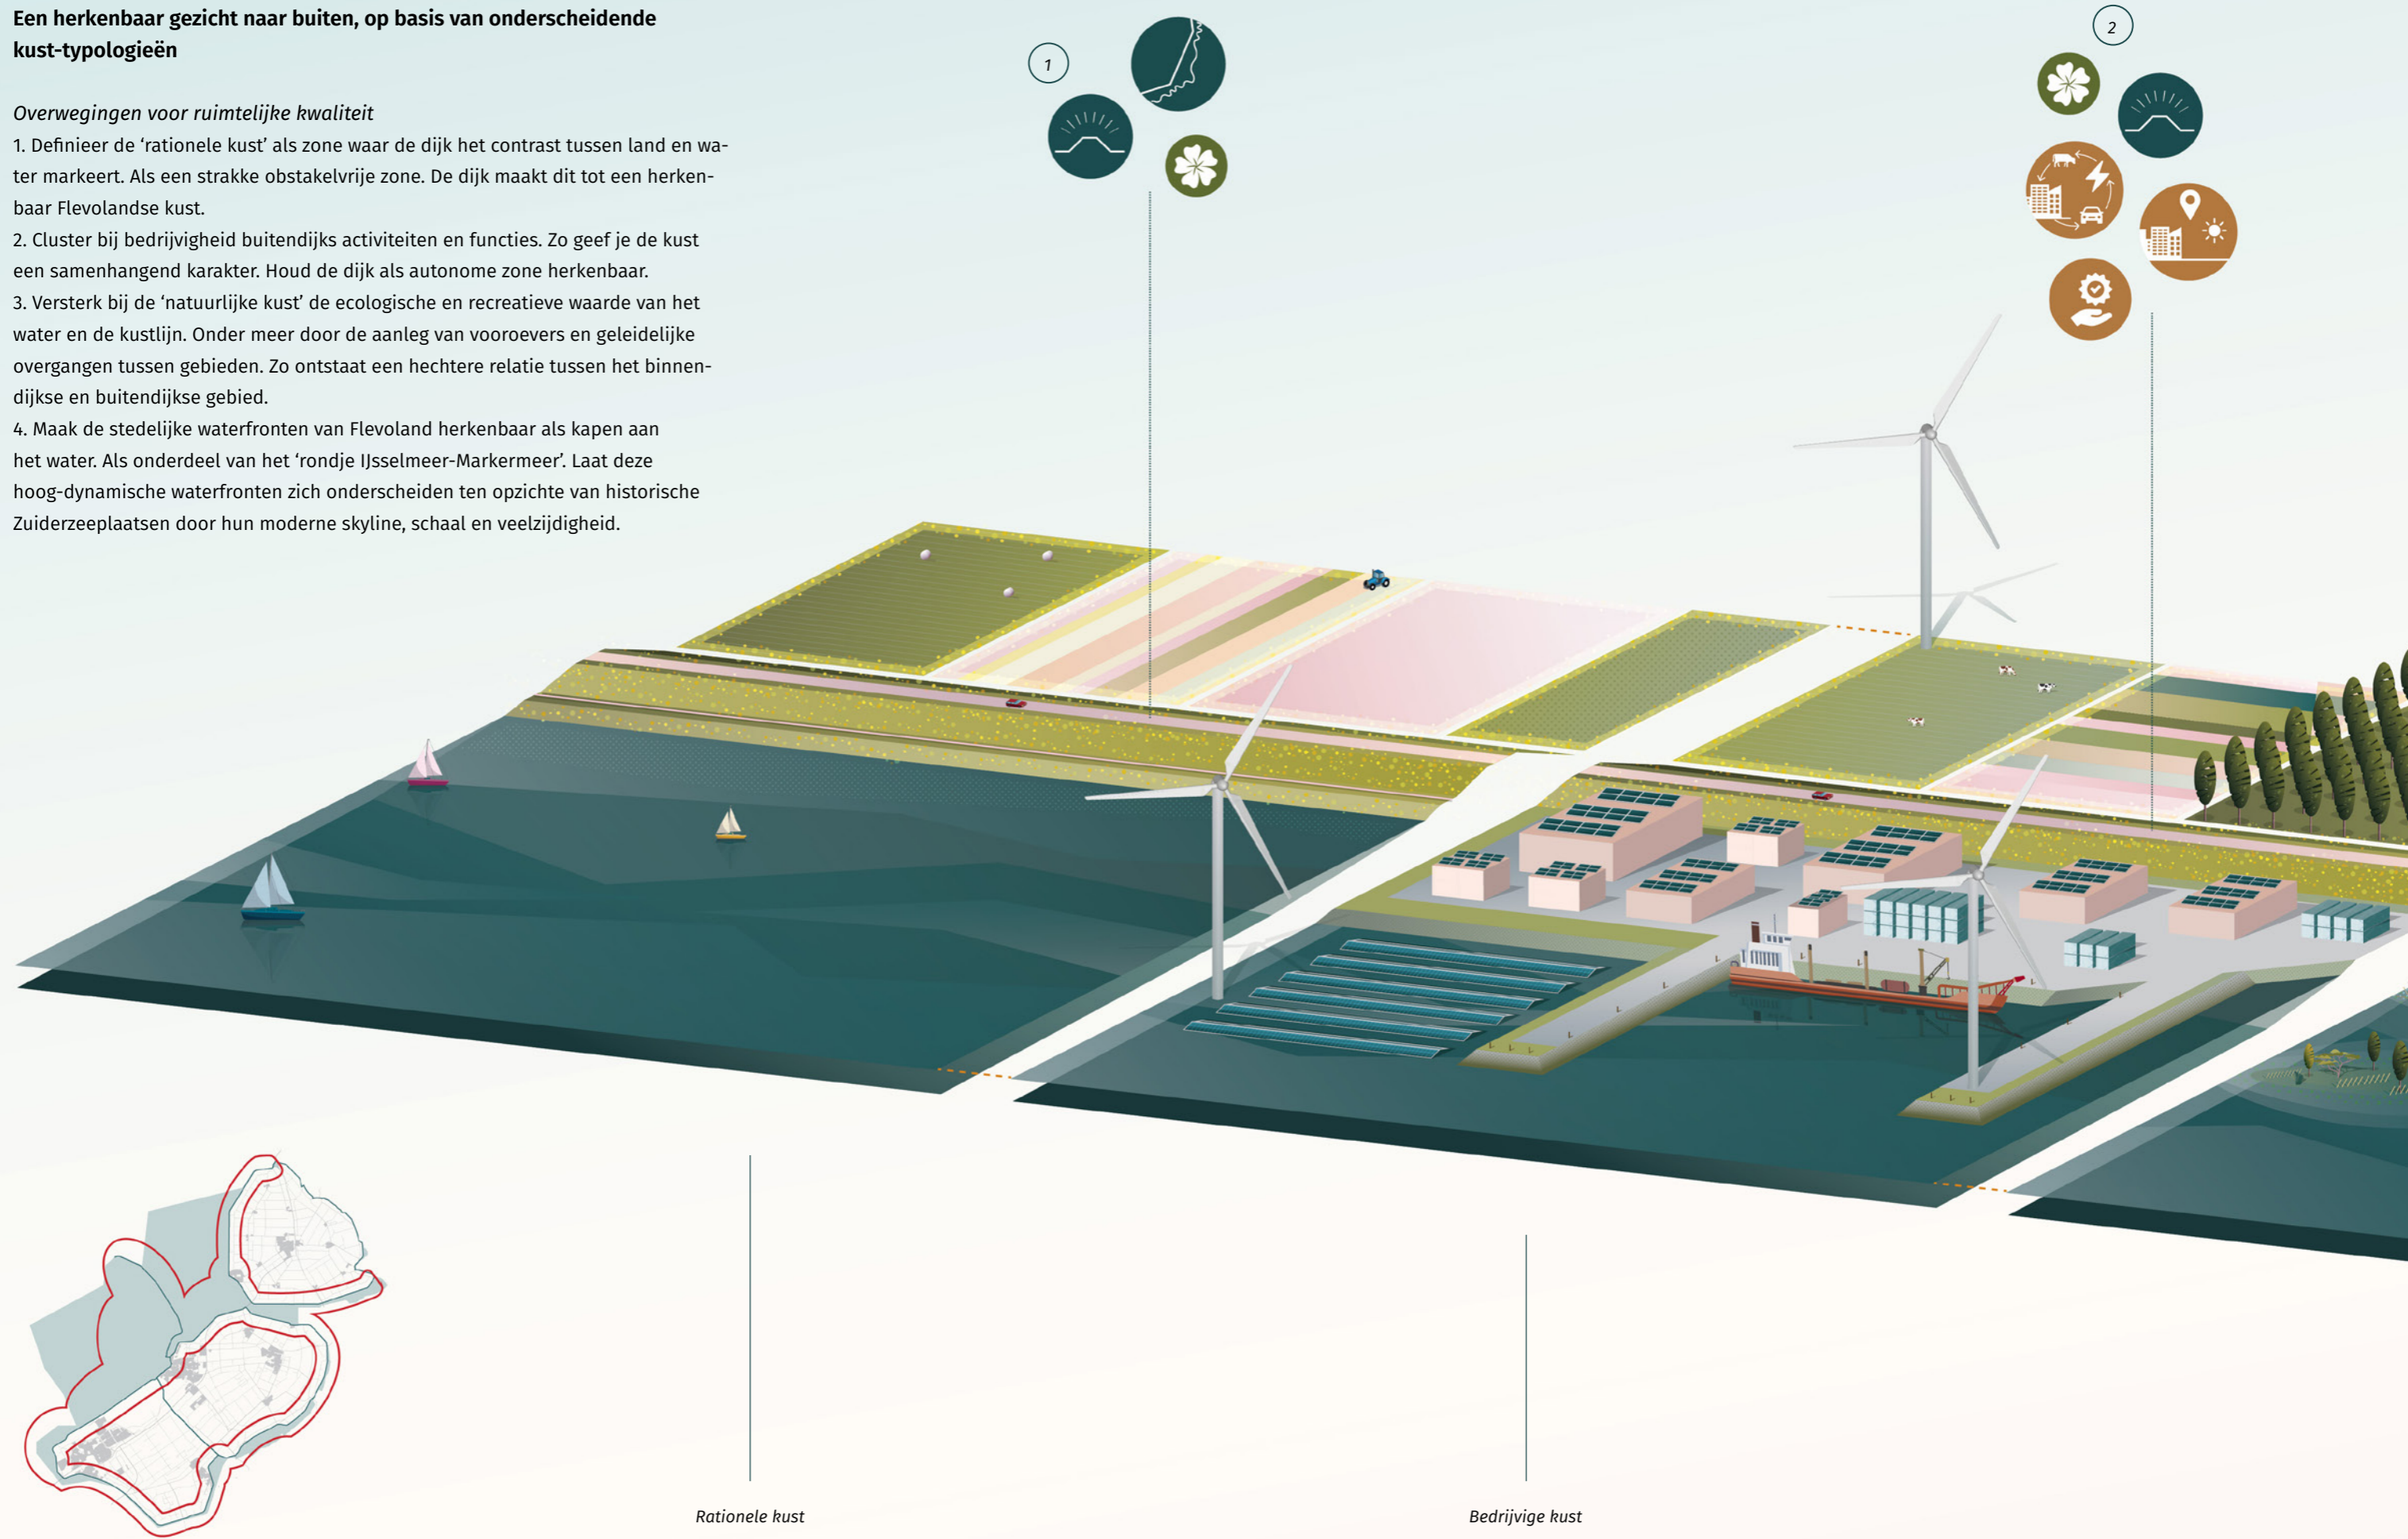 Een herkenbaar gezicht naar buiten, op basis van onderscheidende
kust-typologieën
Overwegingen voor ruimtelijke kwaliteit
1. Definieer de ‘rationele kust’ als zone waar de dijk het contrast tussen land en wa-
ter markeert. Als een strakke obstakelvrije zone. De dijk maakt dit tot een herken-
baar Flevolandse kust.
2. Cluster bij bedrijvigheid buitendijks activiteiten en functies. Zo geef je de kust
een samenhangend karakter. Houd de dijk als autonome zone herkenbaar.
3. Versterk bij de ‘natuurlijke kust’ de ecologische en recreatieve waarde van het
water en de kustlijn. Onder meer door de aanleg van vooroevers en geleidelijke
overgangen tussen gebieden. Zo ontstaat een hechtere relatie tussen het binnen-
dijkse en buitendijkse gebied.
4. Maak de stedelijke waterfronten van Flevoland herkenbaar als kapen aan
het water. Als onderdeel van het ‘rondje IJsselmeer-Markermeer’. Laat deze
hoog-dynamische waterfronten zich onderscheiden ten opzichte van historische
Zuiderzeeplaatsen door hun moderne skyline, schaal en veelzijdigheid.
1
2
Rationele kust
Bedrijvige kust